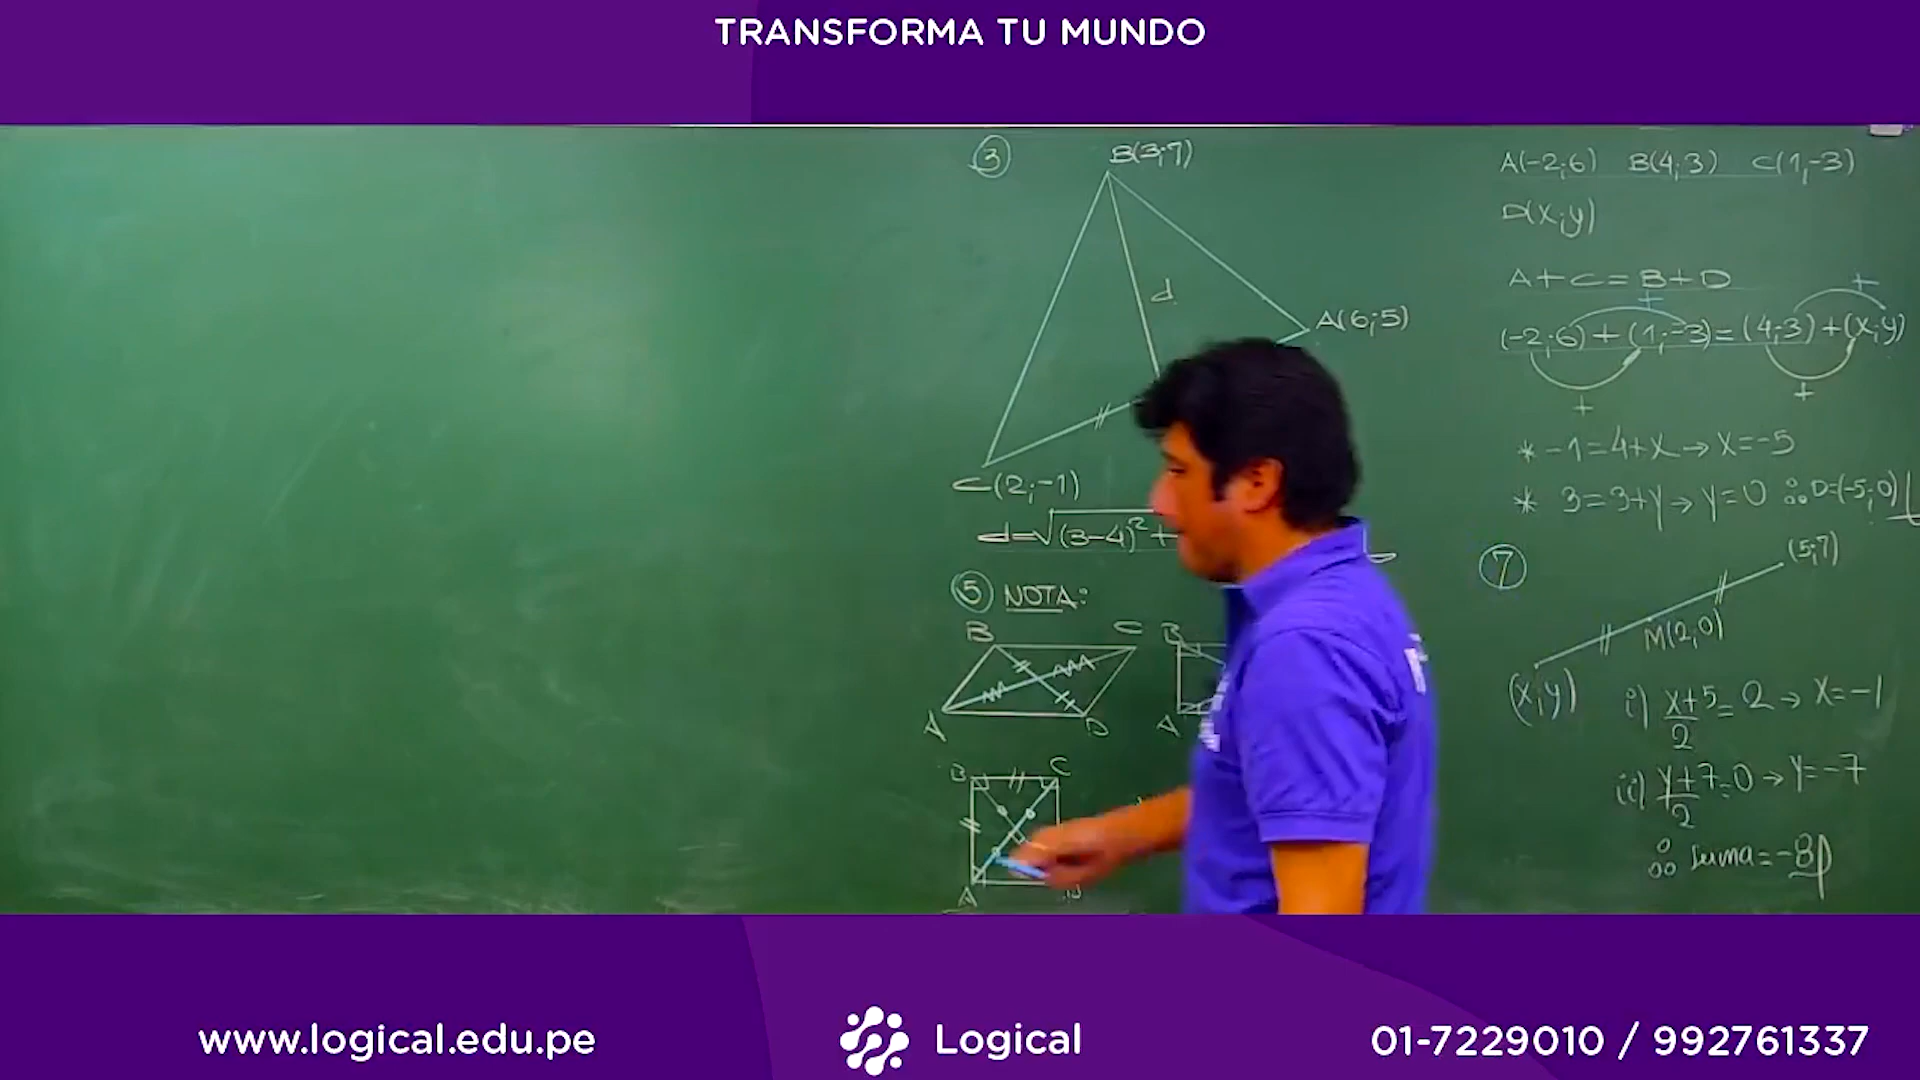 TRANSFORMA TU MUNDO
③
B(3;7)
d
A(6;5)
C(2;-1)
d=√(3-4)²+
⑤ NOTA:
B C
A D
B
A
B C
A
A(-2;6) B(4;3) C(1;-3)
D(x;y)
A+C=B+D
+ +
(-2;6)+(1;-3)=(4;3)+(x;y)
+ +
* -1=4+x→x=-5
* 3=3+y→y=0 ∴D=(-5;0)
⑦
(5;7)
M(2,0)
(x;y)
i) x+5/2=2→x=-1
ii) y+7/2=0→y=-7
∴ Suma=-8
www.logical.edu.pe
Logical
01-7229010 / 992761337